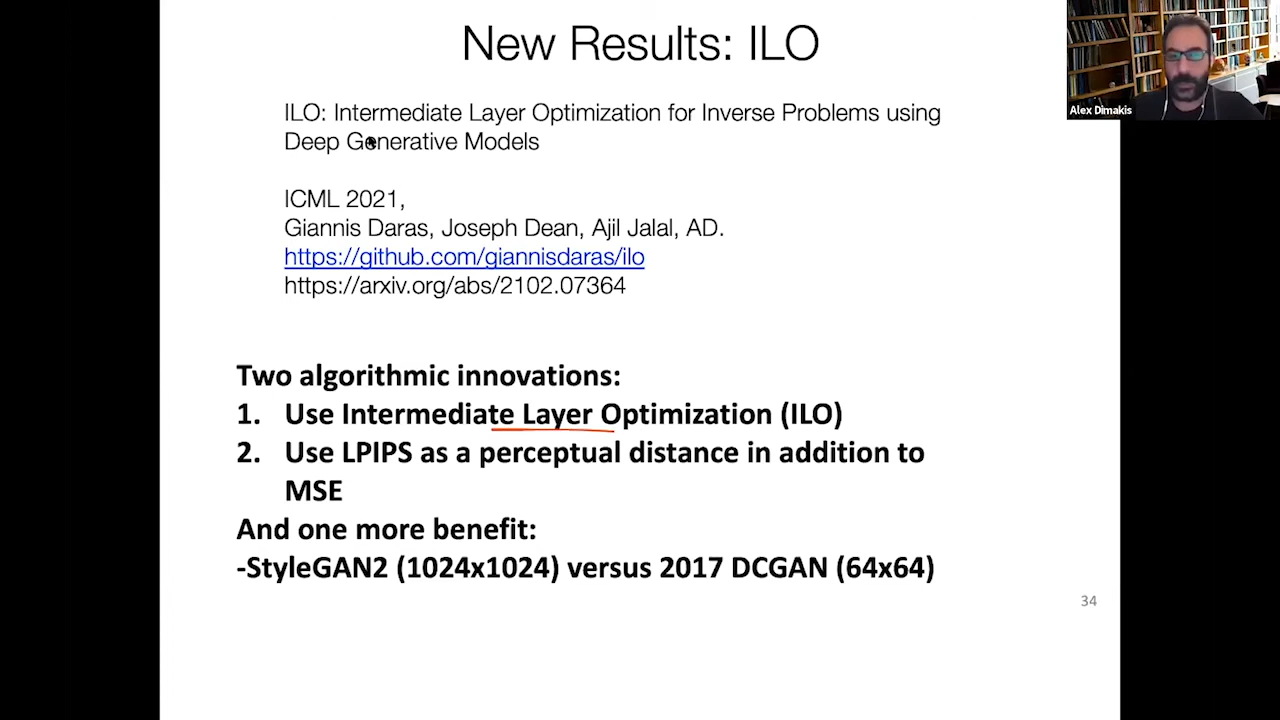 New Results: ILO
Alex Dimakis
ILO: Intermediate Layer Optimization for Inverse Problems using
Deep Generative Models
ICML 2021,
Giannis Daras, Joseph Dean, Ajil Jalal, AD.
https://github.com/giannisdaras/ilo
https://arxiv.org/abs/2102.07364
Two algorithmic innovations:
1. Use Intermediate Layer Optimization (ILO)
2. Use LPIPS as a perceptual distance in addition to
MSE
And one more benefit:
-StyleGAN2 (1024x1024) versus 2017 DCGAN (64x64)
34